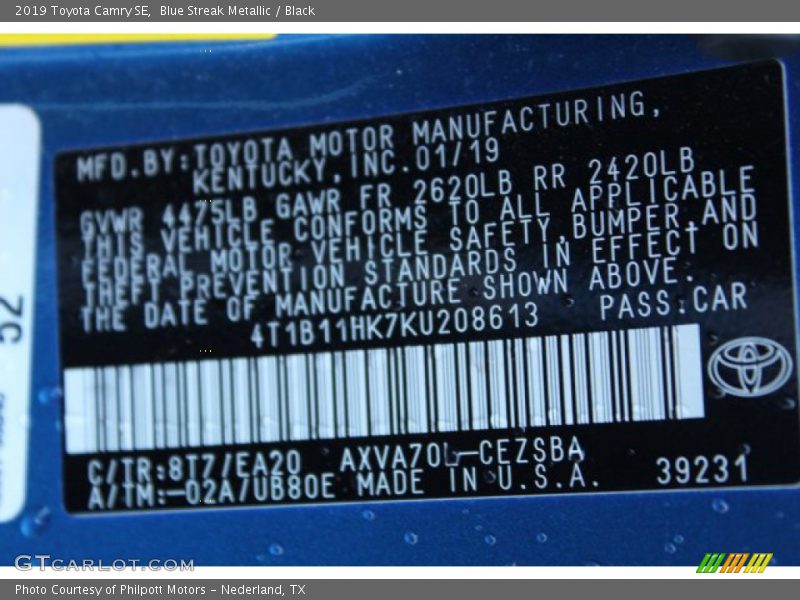 2019 Toyota Camry SE, Blue Streak Metallic / Black
MFD.BY:TOYOTA MOTOR MANUFACTURING,
KENTUCKY,INC.01/19
GVWR 4475LB GAWR FR 2620LB RR 2420LB
THIS VEHICLE CONFORMS TO ALL APPLICABLE
FEDERAL MOTOR VEHICLE SAFETY,BUMPER,AND
THEFT PREVENTION STANDARDS IN EFFECT ON
THE DATE OF MANUFACTURE SHOWN ABOVE.
4T1B11HK7KU208613 PASS.CAR
C/TR:8T7/EA20 AXVA70L-CEZSBA
A/TM:-02A/UB80E MADE IN U.S.A. 39231
52
GTCARLOT.COM
Photo Courtesy of Philpott Motors - Nederland, TX